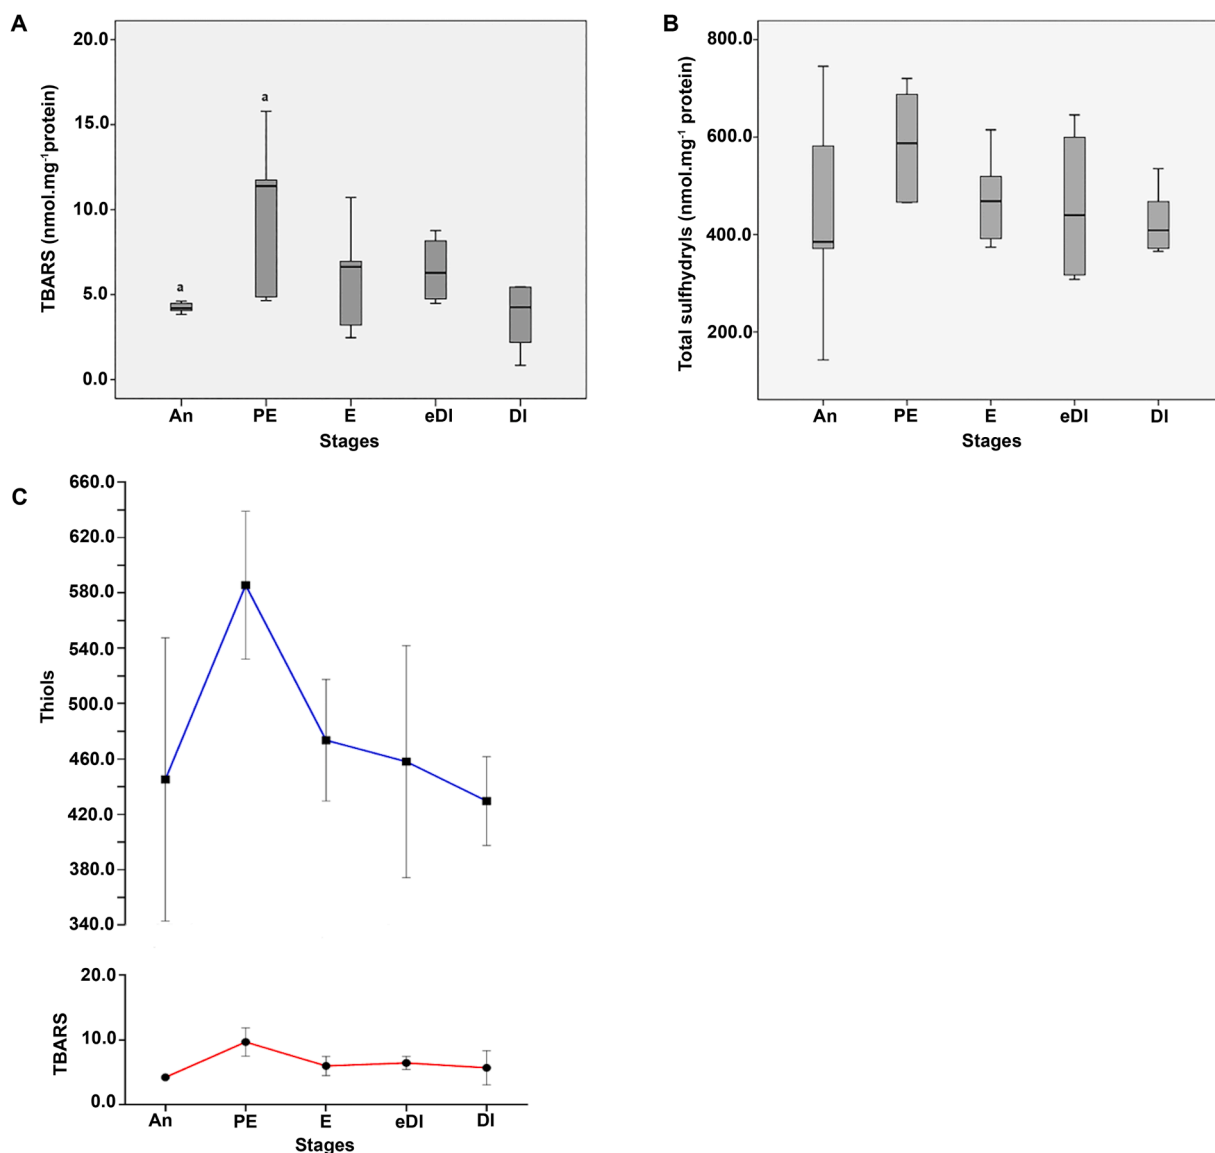 A
20.0
15.0
10.0
5.0
0.0
TBARS (nmol.mg⁻¹protein)
a
a
An PE E eDI DI
Stages
B
800.0
600.0
400.0
200.0
Total sulfhydryls (nmol.mg⁻¹ protein)
An PE E eDI DI
Stages
C
660.0
620.0
580.0
540.0
500.0
460.0
420.0
380.0
340.0
Thiols
20.0
10.0
0.0
TBARS
An PE E eDI DI
Stages